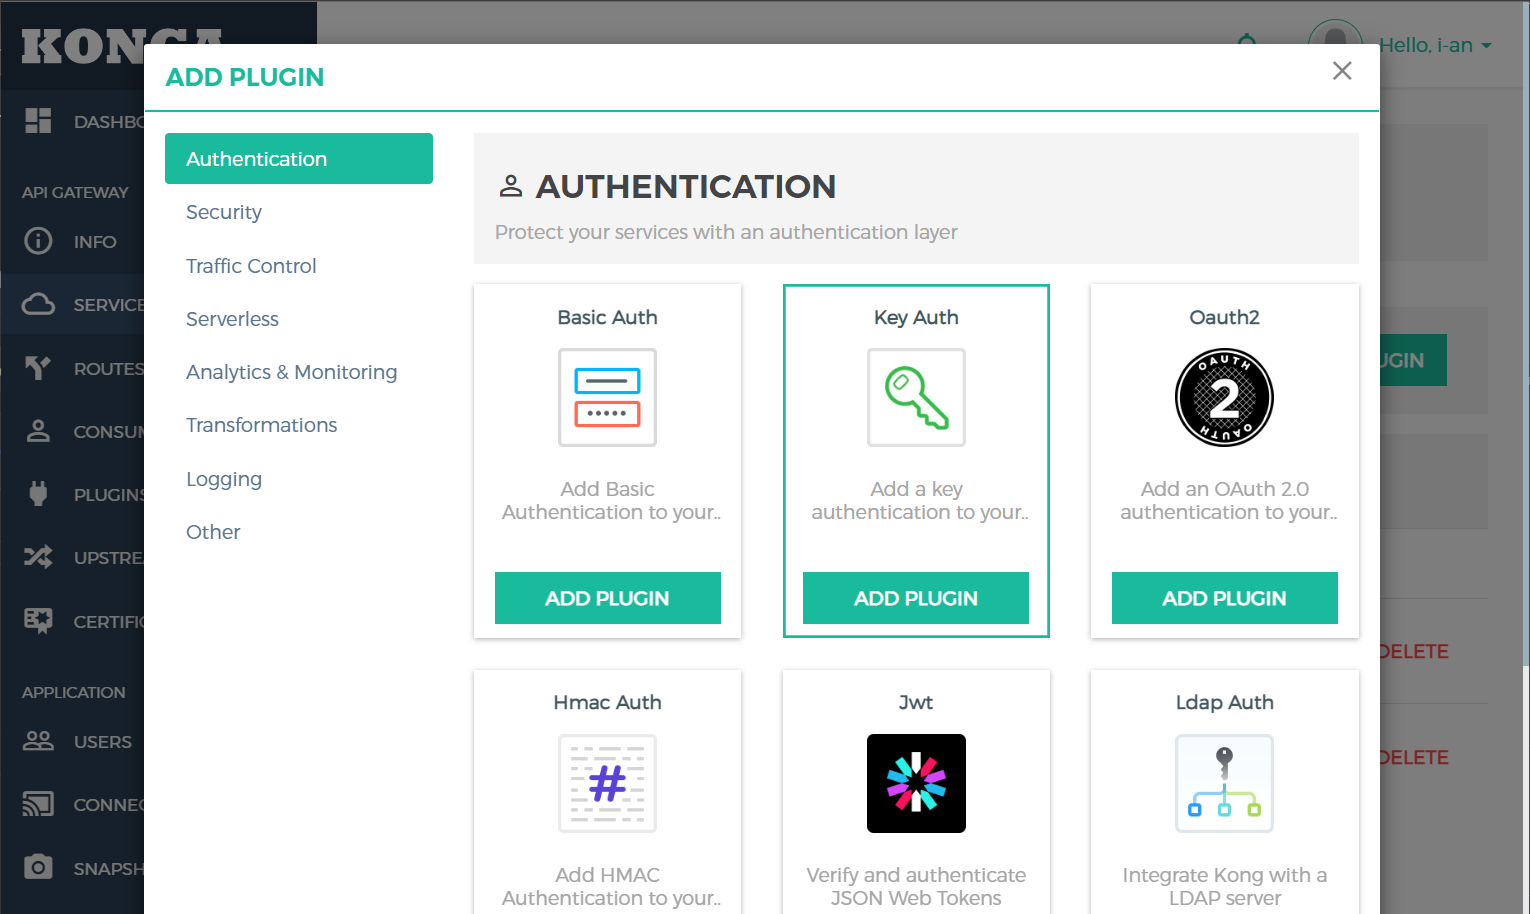 KONGA
Hello, i-an
ADD PLUGIN
DASHBO
API GATEWAY
INFO
SERVICE
ROUTES
CONSUM
PLUGINS
UPSTREA
CERTIFIC
APPLICATION
USERS
CONNEC
SNAPSH
Authentication
Security
Traffic Control
Serverless
Analytics & Monitoring
Transformations
Logging
Other
AUTHENTICATION
Protect your services with an authentication layer
Basic Auth
Add Basic
Authentication to your..
ADD PLUGIN
Key Auth
Add a key
authentication to your..
ADD PLUGIN
Oauth2
OAUTH
2
OAUTH
Add an OAuth 2.0
authentication to your..
ADD PLUGIN
Hmac Auth
#
Add HMAC
Authentication to your..
Jwt
Verify and authenticate
JSON Web Tokens
Ldap Auth
Integrate Kong with a
LDAP server
UGIN
DELETE
DELETE